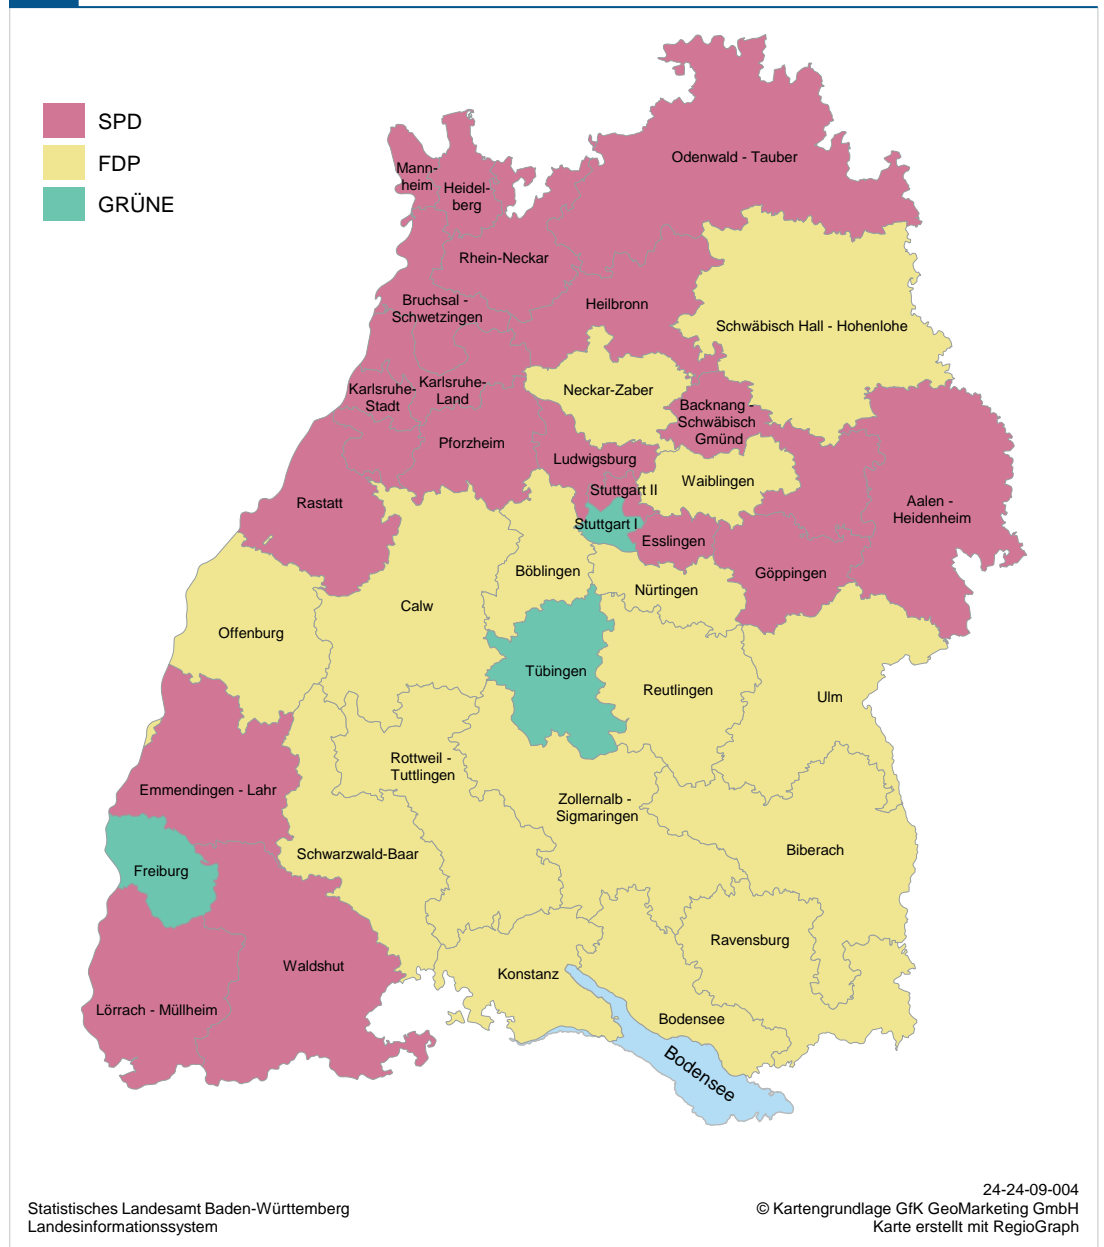 SPD
FDP
GRÜNE
Odenwald - Tauber
Mann-
heim
Heidel-
berg
Rhein-Neckar
Bruchsal -
Schwetzingen
Heilbronn
Schwäbisch Hall - Hohenlohe
Karlsruhe-
Stadt
Karlsruhe-
Land
Neckar-Zaber
Backnang -
Schwäbisch
Gmünd
Pforzheim
Ludwigsburg
Stuttgart II
Waiblingen
Rastatt
Aalen -
Heidenheim
Stuttgart I
Esslingen
Böblingen
Göppingen
Nürtingen
Calw
Offenburg
Tübingen
Reutlingen
Ulm
Rottweil -
Tuttlingen
Emmendingen - Lahr
Zollernalb -
Sigmaringen
Schwarzwald-Baar
Biberach
Freiburg
Ravensburg
Waldshut
Konstanz
Lörrach - Müllheim
Bodensee
Bodensee
24-24-09-004
Statistisches Landesamt Baden-Württemberg
Landesinformationssystem
© Kartengrundlage GfK GeoMarketing GmbH
Karte erstellt mit RegioGraph